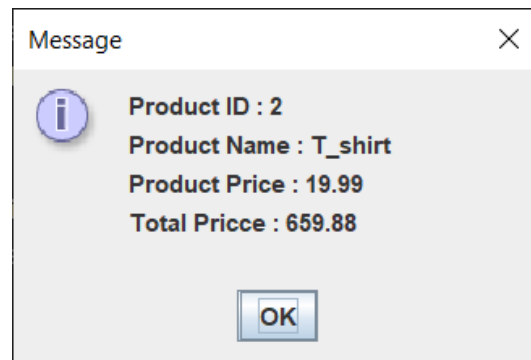 Message
Product ID : 2
Product Name : T_shirt
Product Price : 19.99
Total Pricce : 659.88
OK